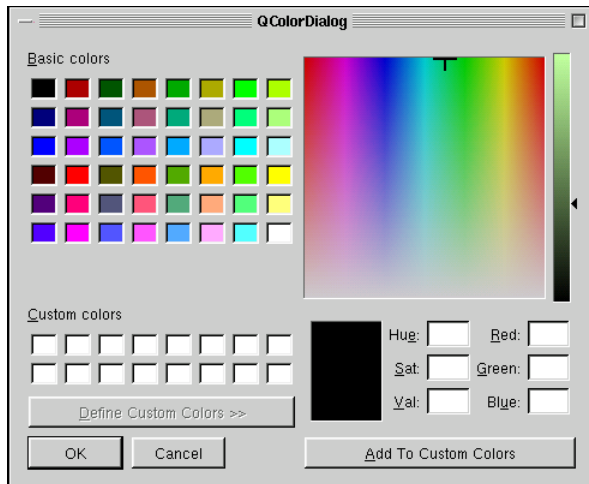 QColorDialog
Basic colors
Custom colors
Define Custom Colors >>
OK
Cancel
Hue:
Red:
Sat:
Green:
Val:
Blue:
Add To Custom Colors